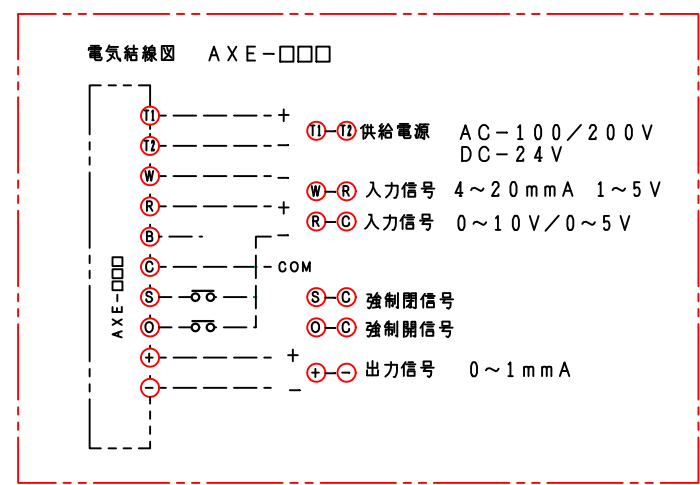 電気結線図 AXE-□□□
T1 +
T1-T2 供給電源 AC-100/200V
DC-24V
T2 -
W -
W-R 入力信号 4~20mmA 1~5V
R +
R-C 入力信号 0~10V/0~5V
B -
C COM
AXE-□□□
S
S-C 強制閉信号
O
O-C 強制開信号
+ +
+-- 出力信号 0~1mmA
- -